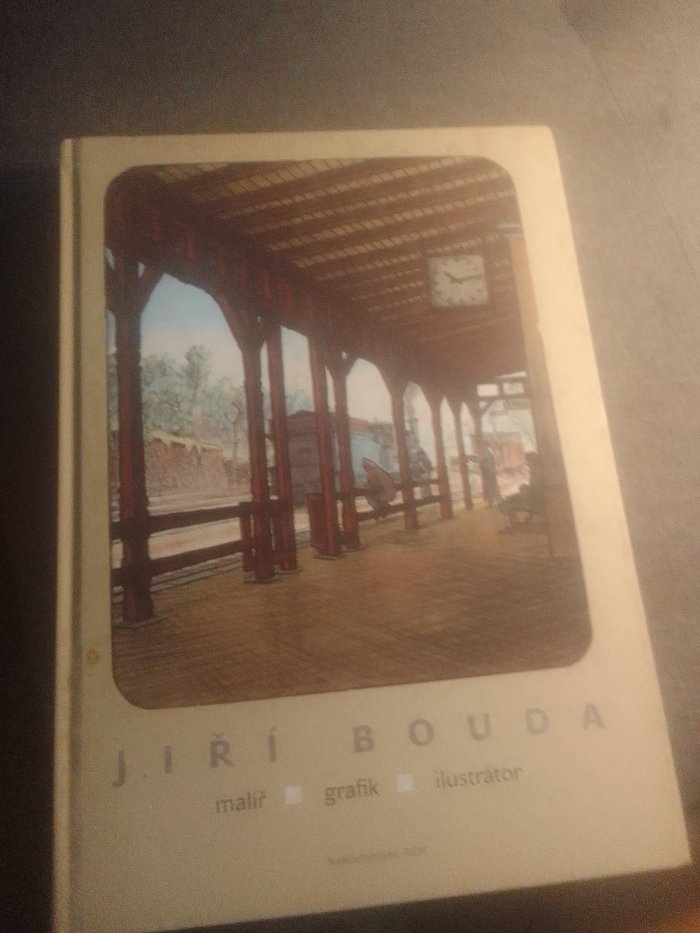 JIŘÍ BOUDA
malíř grafik ilustrátor